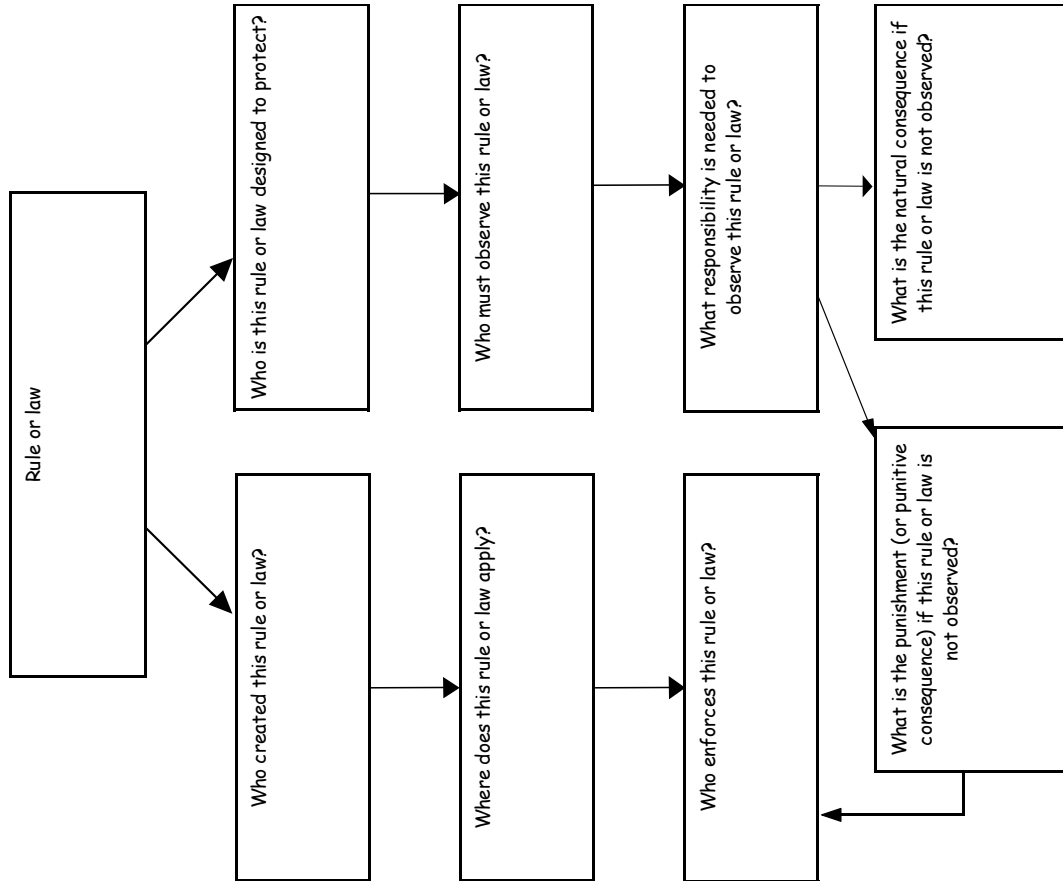 Rule or law
Who created this rule or law?
Who is this rule or law designed to protect?
Where does this rule or law apply?
Who must observe this rule or law?
Who enforces this rule or law?
What responsibility is needed to
observe this rule or law?
What is the punishment (or punitive
consequence) if this rule or law is
not observed?
What is the natural consequence if
this rule or law is not observed?